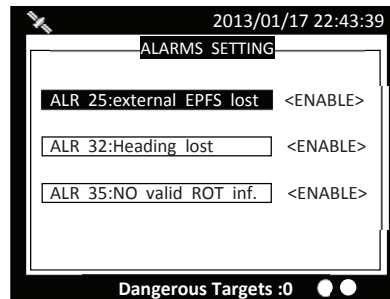 2013/01/17 22:43:39
ALARMS SETTING
ALR 25:external EPFS lost <ENABLE>
ALR 32:Heading lost <ENABLE>
ALR 35:NO valid ROT inf. <ENABLE>
Dangerous Targets :0